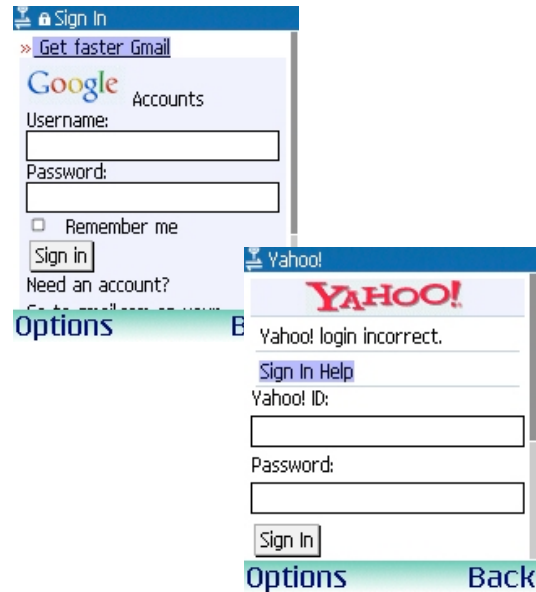 Sign In
» Get faster Gmail
Google Accounts
Username:
Password:
Remember me
Sign in
Need an account?
Options
Yahoo!
YAHOO!
Yahoo! login incorrect.
Sign In Help
Yahoo! ID:
Password:
Sign In
Options Back